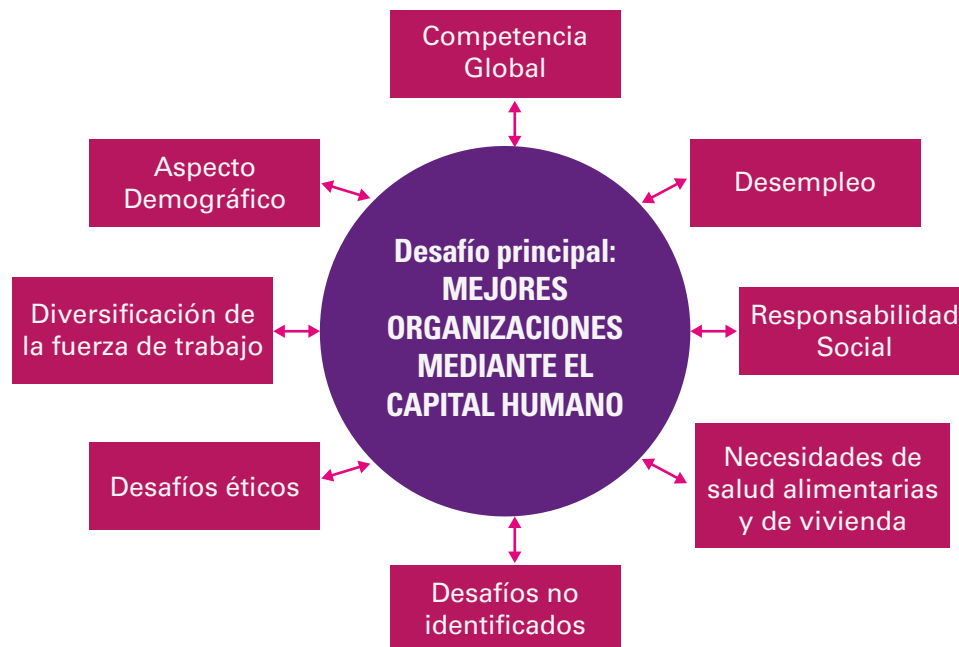 Competencia
Global
Aspecto
Demográfico
Desempleo
Desafío principal:
MEJORES
ORGANIZACIONES
MEDIANTE EL
CAPITAL HUMANO
Diversificación de
la fuerza de trabajo
Responsabilidad
Social
Desafíos éticos
Necesidades de
salud alimentarias
y de vivienda
Desafíos no
identificados